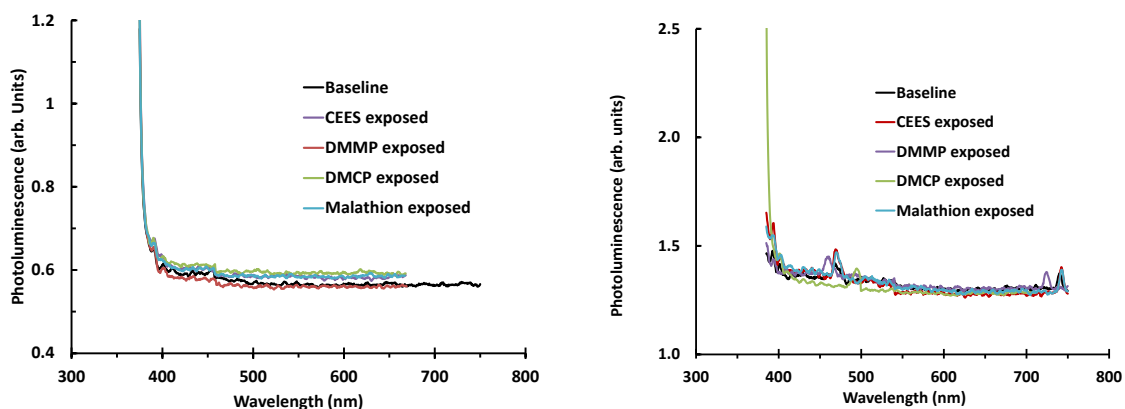 1.2
1
0.8
0.6
0.4
300 400 500 600 700 800
Photoluminescence (arb. Units)
Wavelength (nm)
Baseline
CEES exposed
DMMP exposed
DMCP exposed
Malathion exposed
2.5
2.0
1.5
1.0
300 400 500 600 700 800
Photoluminescence (arb. units)
Wavelength (nm)
Baseline
CEES exposed
DMMP exposed
DMCP exposed
Malathion exposed